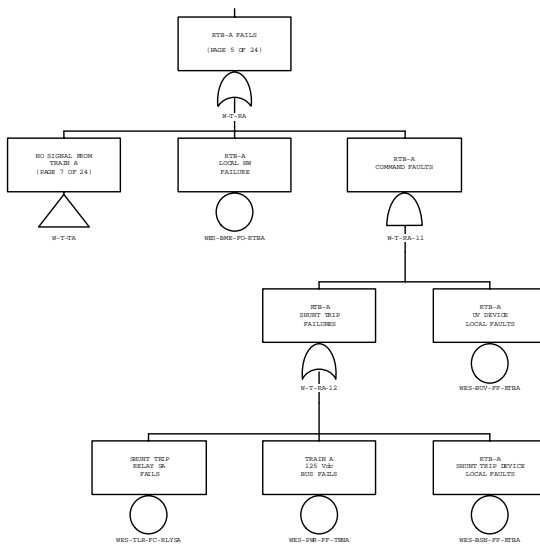 RTB-A FAILS
(PAGE 5 OF 24)
W-T-RA
NO SIGNAL FROM
TRAIN A
(PAGE 7 OF 24)
W-T-TA
RTB-A
LOCAL HW
FAILURE
WES-BME-FO-RTBA
RTB-A
COMMAND FAULTS
W-T-RA-11
RTB-A
SHUNT TRIP
FAILURES
W-T-RA-12
RTB-A
UV DEVICE
LOCAL FAULTS
WES-BUV-FF-RTBA
SHUNT TRIP
RELAY SA
FAILS
WES-TLR-FC-RLYSA
TRAIN A
125 Vdc
BUS FAILS
WES-PWR-FF-TRNA
RTB-A
SHUNT TRIP DEVICE
LOCAL FAULTS
WES-BSN-FF-RTBA